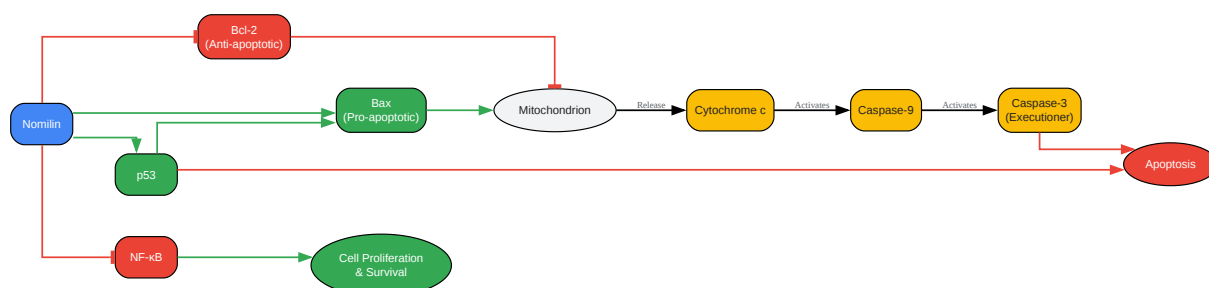 Bcl-2
(Anti-apoptotic)
Nomilin
Bax
(Pro-apoptotic)
Mitochondrion
Release
Cytochrome c
Activates
Caspase-9
Activates
Caspase-3
(Executioner)
p53
Apoptosis
NF-κB
Cell Proliferation
& Survival